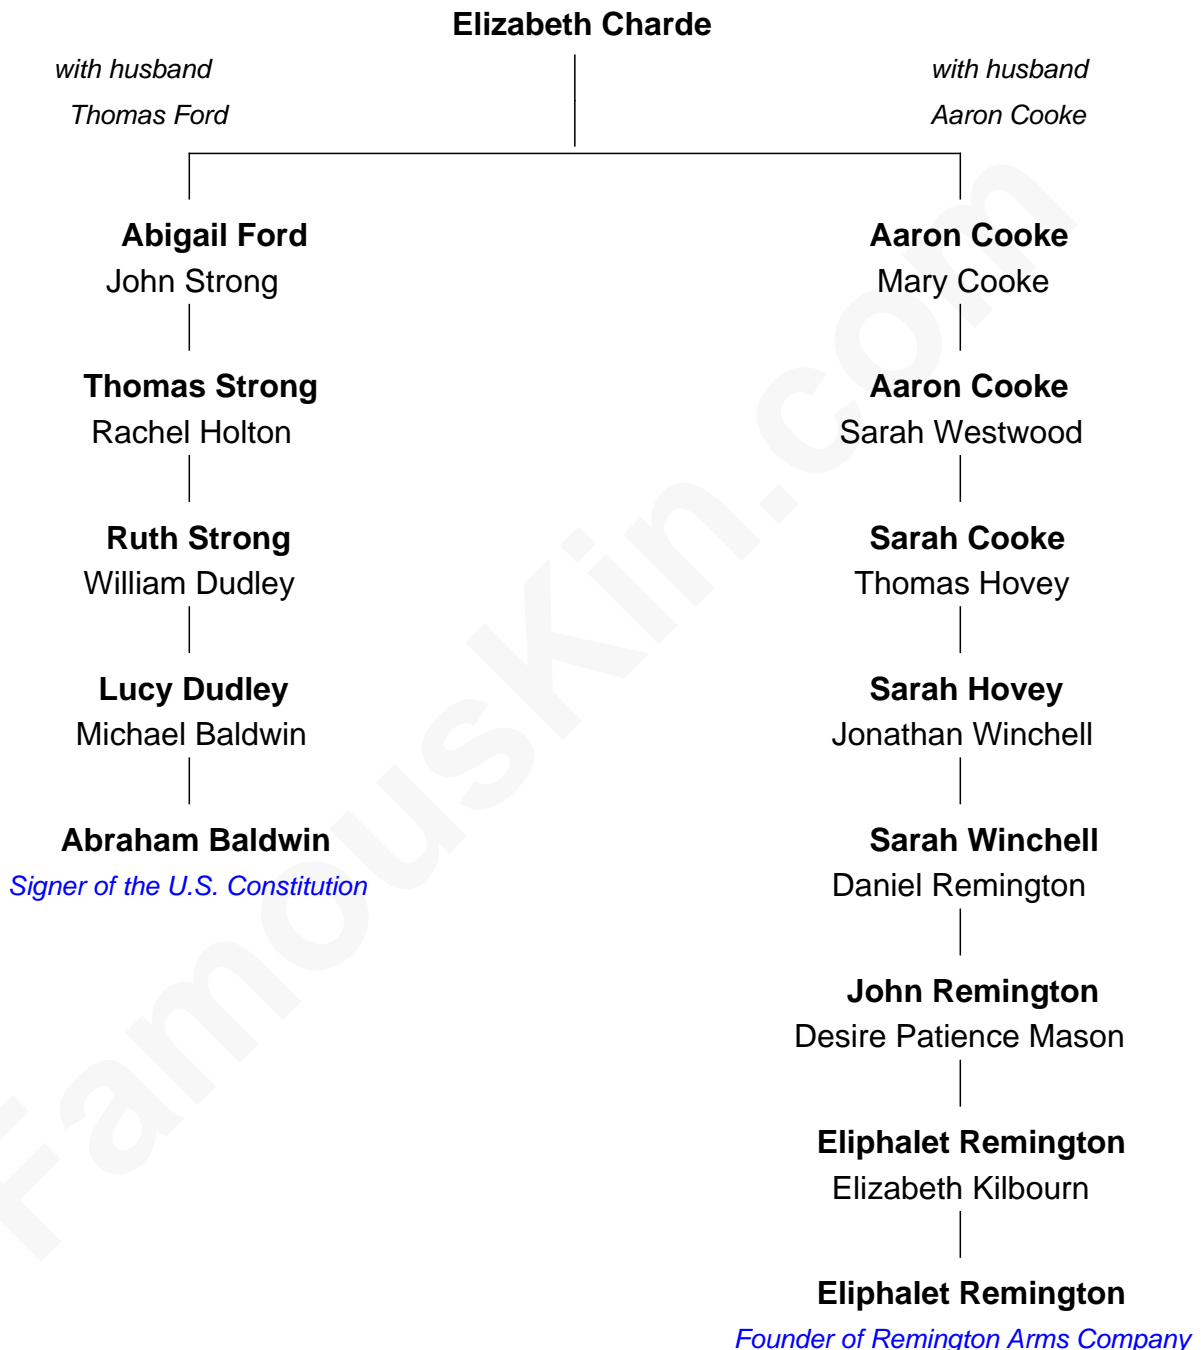 Elizabeth Charde
with husband with husband
Thomas Ford Aaron Cooke
Abigail Ford Aaron Cooke
John Strong Mary Cooke
Thomas Strong Aaron Cooke
Rachel Holton Sarah Westwood
Ruth Strong Sarah Cooke
William Dudley Thomas Hovey
Lucy Dudley Sarah Hovey
Michael Baldwin Jonathan Winchell
Abraham Baldwin Sarah Winchell
Signer of the U.S. Constitution Daniel Remington
John Remington
Desire Patience Mason
Eliphalet Remington
Elizabeth Kilbourn
Eliphalet Remington
Founder of Remington Arms Company
FamousKin.com